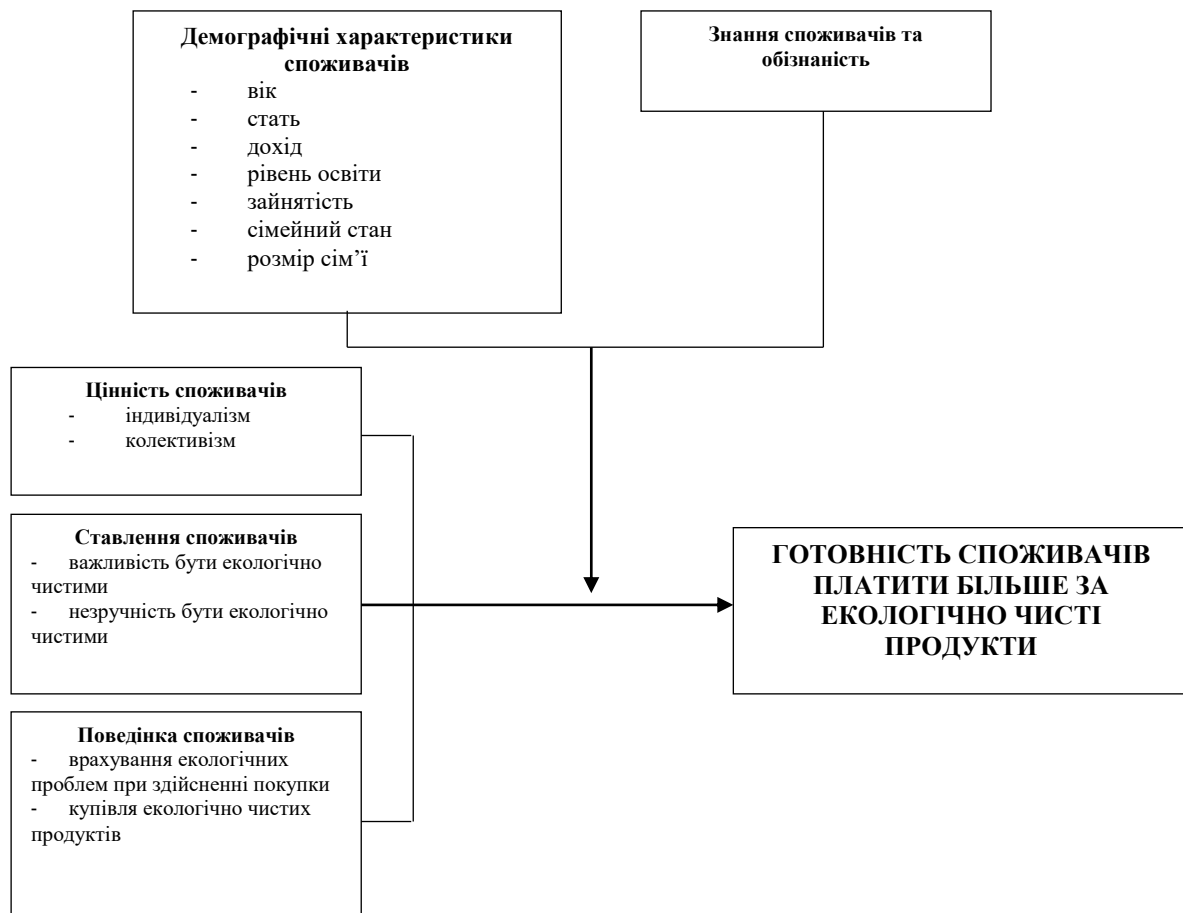 Демографічні характеристики
споживачів
- вік
- стать
- дохід
- рівень освіти
- зайнятість
- сімейний стан
- розмір сім’ї
Знання споживачів та
обізнаність
Цінність споживачів
- індивідуалізм
- колективізм
Ставлення споживачів
- важливість бути екологічно
чистими
- незручність бути екологічно
чистими
Поведінка споживачів
- врахування екологічних
проблем при здійсненні покупки
- купівля екологічно чистих
продуктів
ГОТОВНІСТЬ СПОЖИВАЧІВ
ПЛАТИТИ БІЛЬШЕ ЗА
ЕКОЛОГІЧНО ЧИСТІ
ПРОДУКТИ